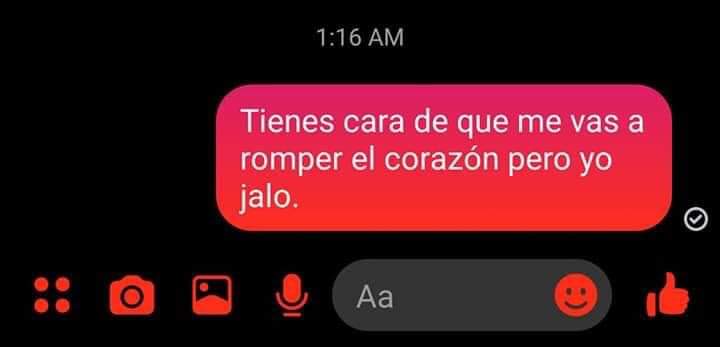 1:16 AM
Tienes cara de que me vas a
romper el corazón pero yo
jalo.
Aa